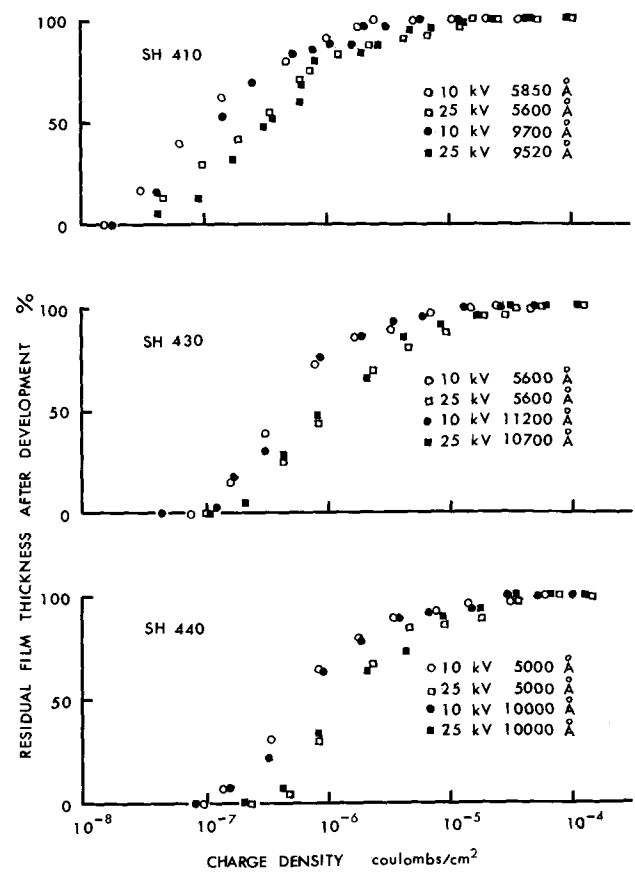 SH 410
100
50
0
10 kV 5850 Å
25 kV 5600 Å
10 kV 9700 Å
25 kV 9520 Å
SH 430
100
50
0
10 kV 5600 Å
25 kV 5600 Å
10 kV 11200 Å
25 kV 10700 Å
SH 440
100
50
0
10 kV 5000 Å
25 kV 5000 Å
10 kV 10000 Å
25 kV 10000 Å
10⁻⁸ 10⁻⁷ 10⁻⁶ 10⁻⁵ 10⁻⁴
CHARGE DENSITY coulombs/cm²
RESIDUAL FILM THICKNESS AFTER DEVELOPMENT %